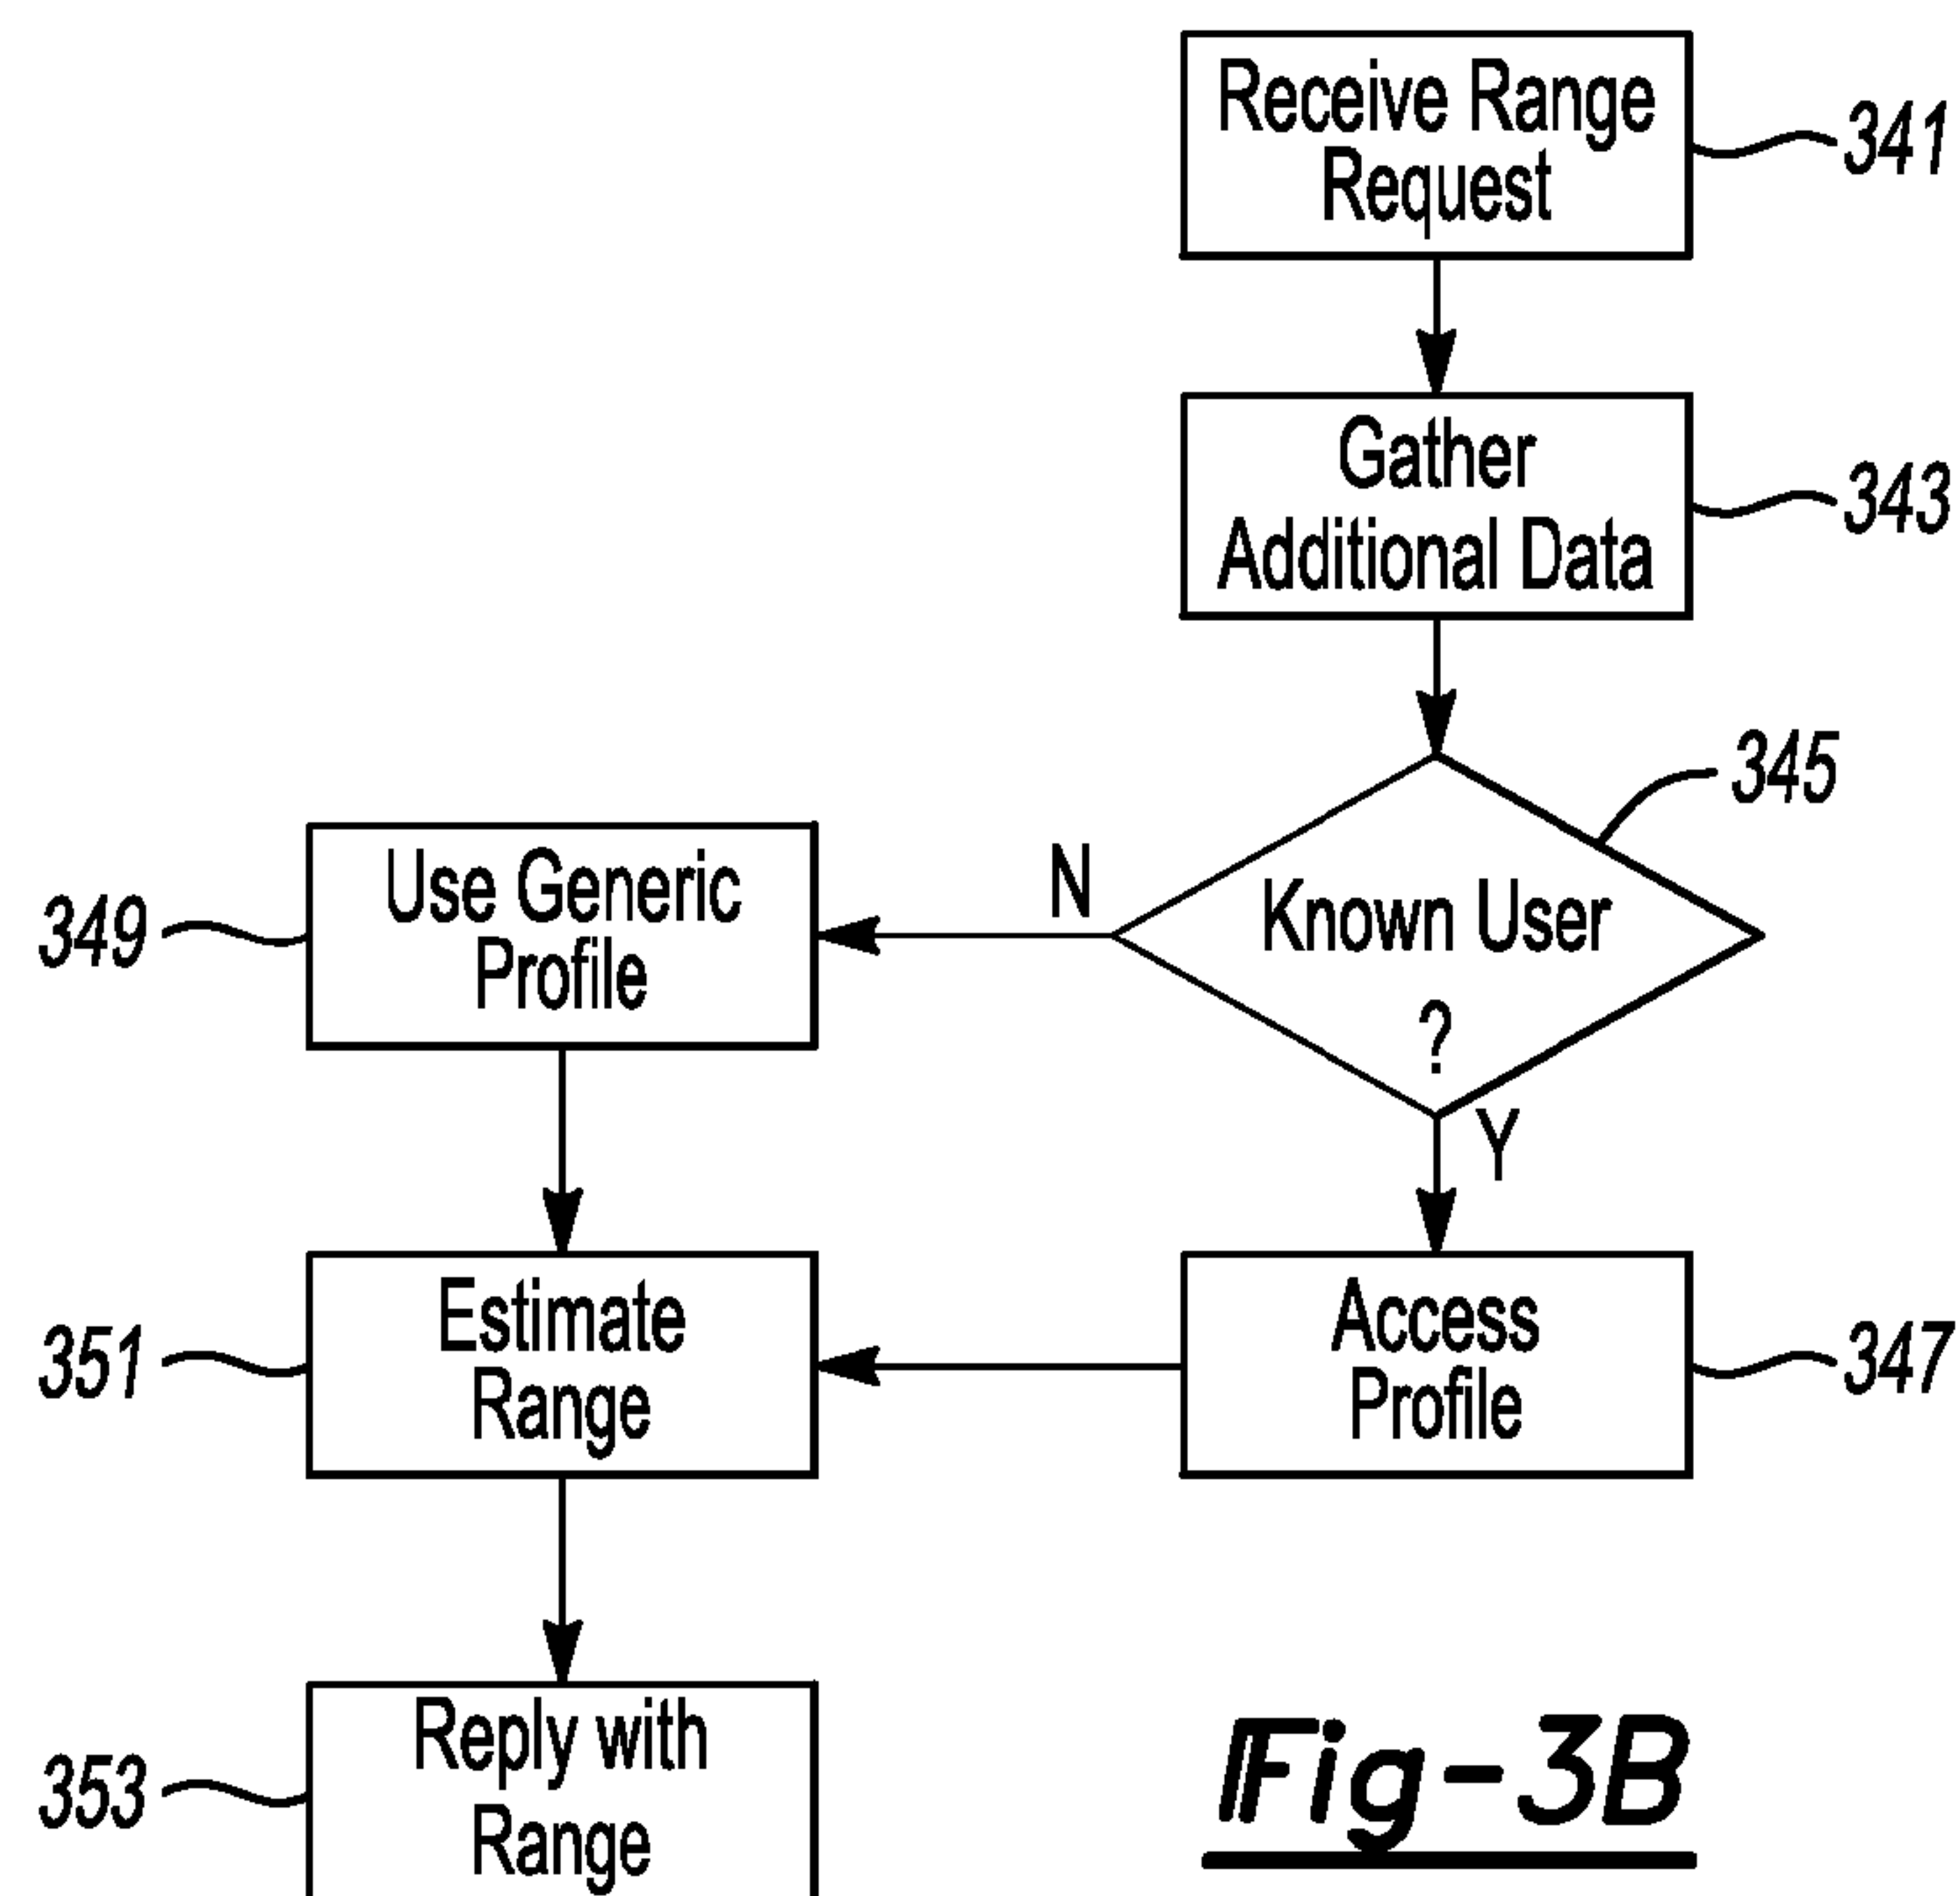 Receive Range
Request
341
Gather
Additional Data
343
345
Known User
?
N
Y
349
Use Generic
Profile
351
Estimate
Range
Access
Profile
347
353
Reply with
Range
Fig-3B